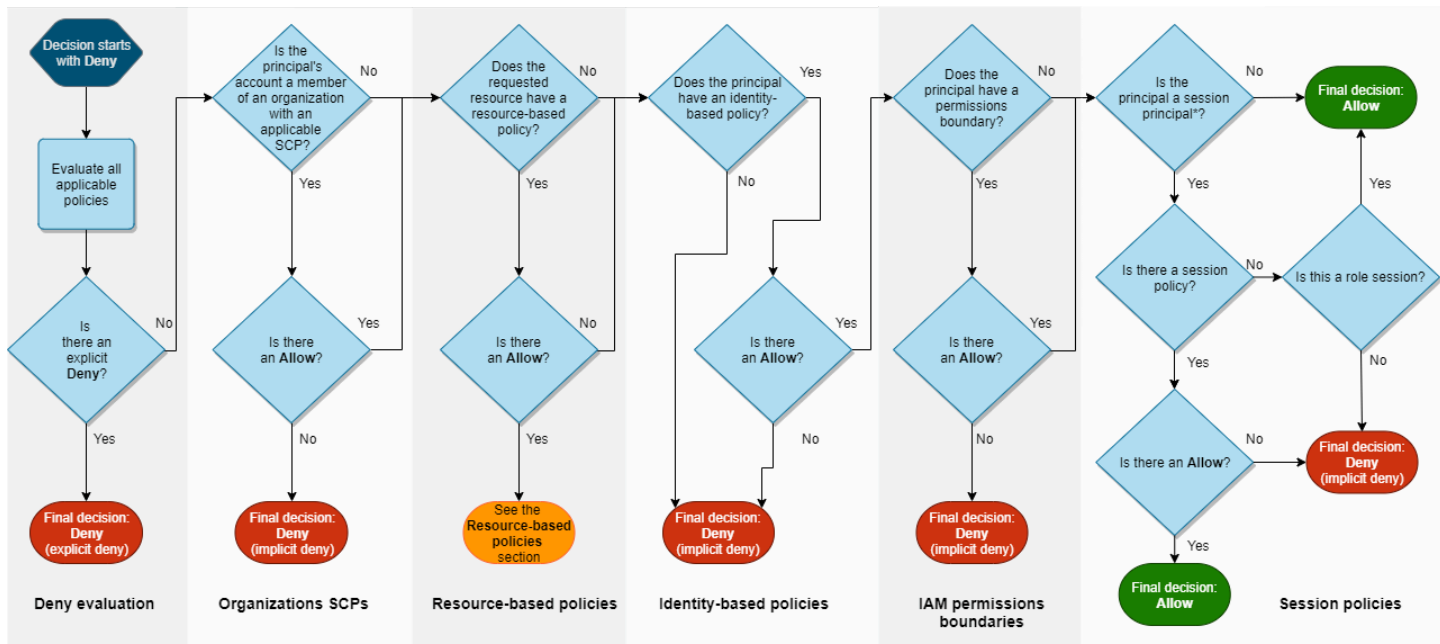 Decision starts
with Deny
Evaluate all
applicable
policies
Is
there an
explicit
Deny?
No
Yes
Final decision:
Deny
(explicit deny)
Deny evaluation
Is the
principal's
account a member
of an organization
with an
applicable
SCP?
No
Yes
Is there
an Allow?
Yes
No
Final decision:
Deny
(implicit deny)
Organizations SCPs
Does the
requested
resource have a
resource-based
policy?
No
Yes
Is there
an Allow?
No
Yes
See the
Resource-based
policies
section
Resource-based policies
Does the principal
have an identity-
based policy?
Yes
No
Is there
an Allow?
Yes
No
Final decision:
Deny
(implicit deny)
Identity-based policies
Does the
principal have a
permissions
boundary?
No
Yes
Is there
an Allow?
Yes
No
Final decision:
Deny
(implicit deny)
IAM permissions
boundaries
Is the
principal a session
principal*?
No
Final decision:
Allow
Yes
Yes
Is there a session
policy?
No
Is this a role session?
Yes
No
Is there an Allow?
No
Final decision:
Deny
(implicit deny)
Yes
Final decision:
Allow
Session policies